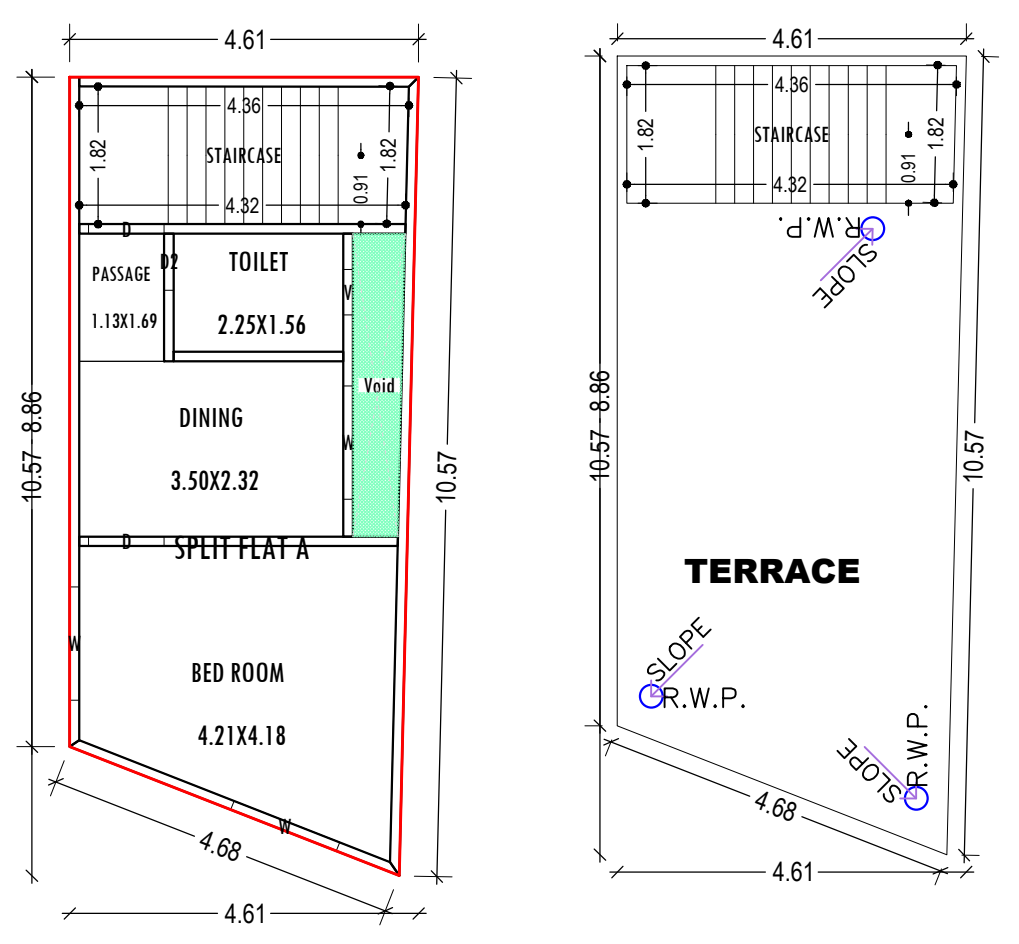 4.61
4.36
1.82
STAIRCASE
1.82
0.91
4.32
D
PASSAGE
D2
TOILET
1.13X1.69
2.25X1.56
V
Void
DINING
3.50X2.32
W
10.57
8.86
10.57
D
SPLIT FLAT A
W
BED ROOM
4.21X4.18
W
4.68
4.61
4.61
4.36
1.82
STAIRCASE
1.82
0.91
4.32
R.W.P.
SLOPE
10.57
8.86
10.57
TERRACE
SLOPE
R.W.P.
SLOPE
R.W.P.
4.68
4.61